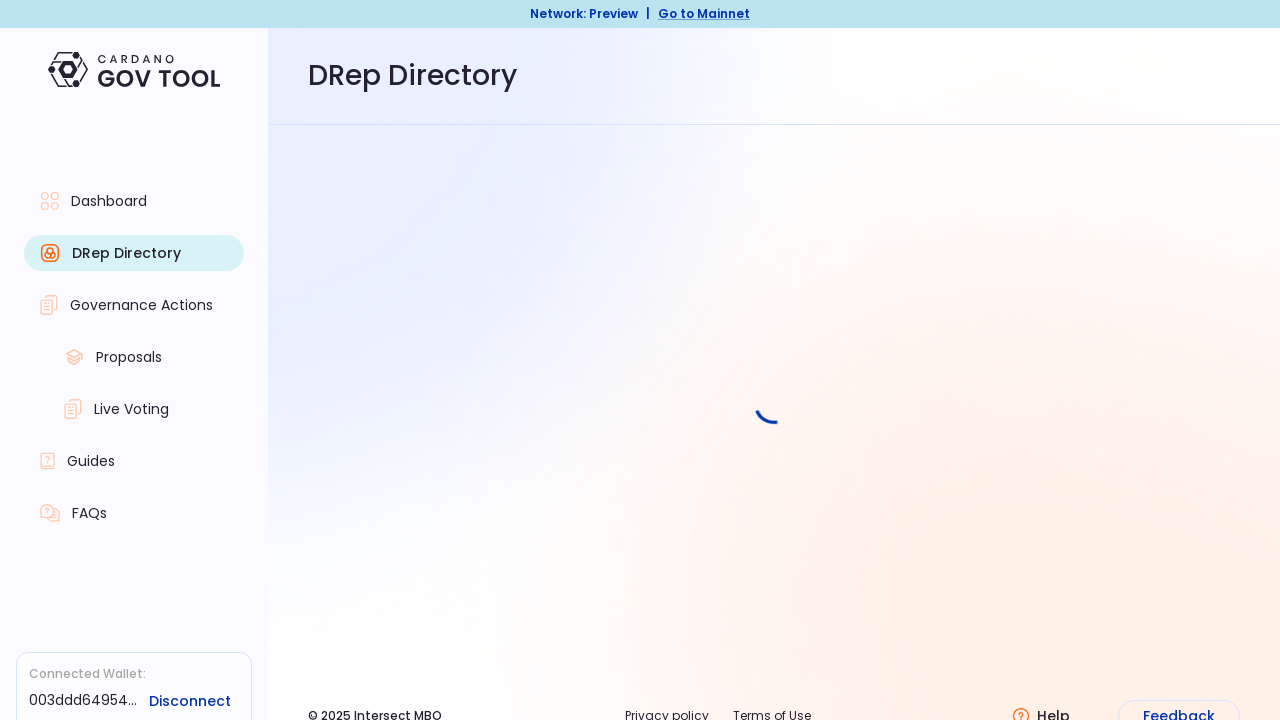 Network: Preview | Go to Mainnet
CARDANO
GOV TOOL
DRep Directory
Dashboard
DRep Directory
Governance Actions
Proposals
Live Voting
Guides
FAQs
Connected Wallet:
003ddd64954... Disconnect
© 2025 Intersect MBO Privacy policy Terms of Use Help Feedback